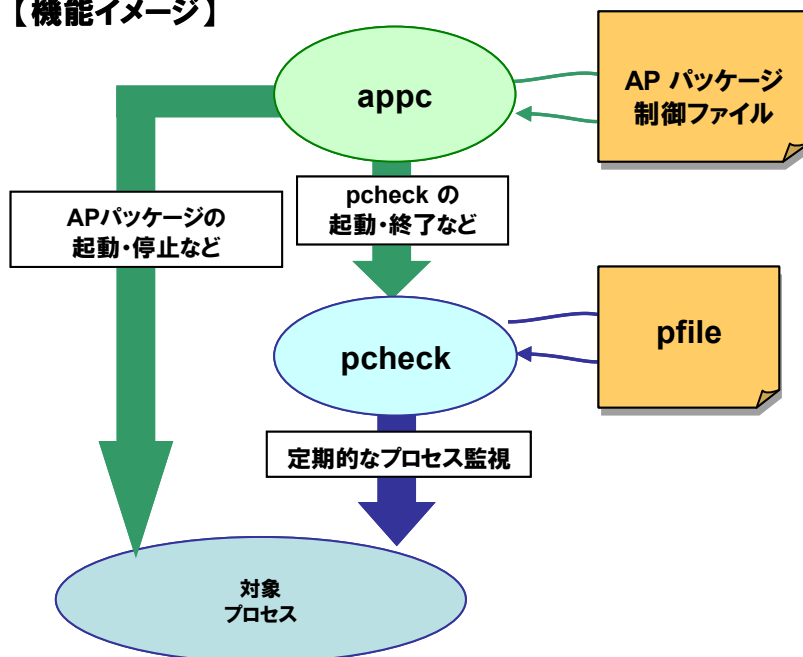 【機能イメージ】
appc
AP パッケージ
制御ファイル
APパッケージの
起動・停止など
pcheck の
起動・終了など
pcheck
pfile
定期的なプロセス監視
対象
プロセス